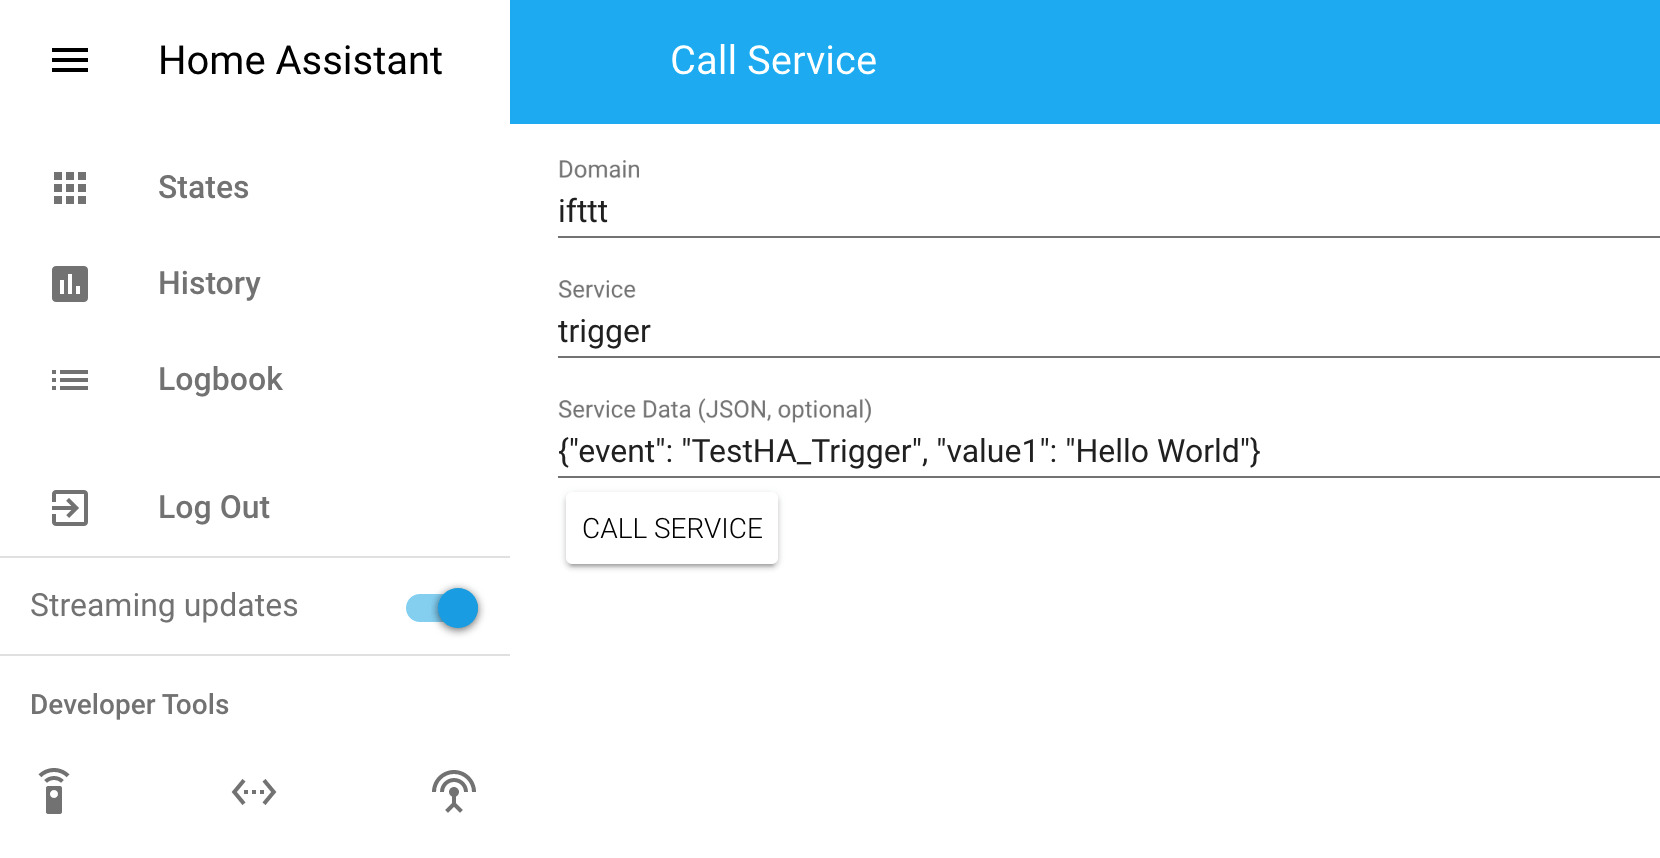 Home Assistant
States
History
Logbook
Log Out
Streaming updates
Developer Tools
Call Service
Domain
ifttt
Service
trigger
Service Data (JSON, optional)
{"event": "TestHA_Trigger", "value1": "Hello World"}
CALL SERVICE